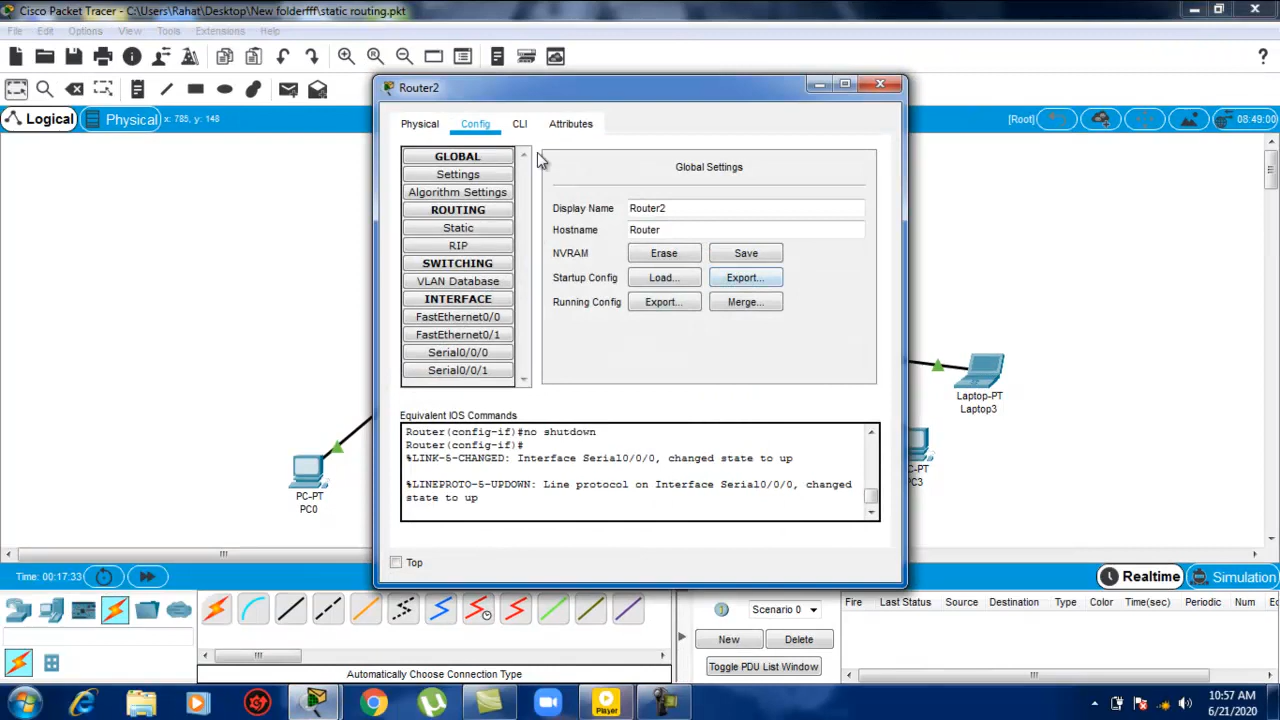 Cisco Packet Tracer - C:\Users\Rahat\Desktop\New folderfff\static routing.pkt
File Edit Options View Tools Extensions Help
Logical Physical x: 785, y: 148 [Root] 08:49:00
Router2
Physical Config CLI Attributes
GLOBAL
Settings
Algorithm Settings
ROUTING
Static
RIP
SWITCHING
VLAN Database
INTERFACE
FastEthernet0/0
FastEthernet0/1
Serial0/0/0
Serial0/0/1
Global Settings
Display Name Router2
Hostname Router
NVRAM Erase Save
Startup Config Load... Export...
Running Config Export... Merge...
Equivalent IOS Commands
Router(config-if)#no shutdown
Router(config-if)#
%LINK-5-CHANGED: Interface Serial0/0/0, changed state to up
%LINEPROTO-5-UPDOWN: Line protocol on Interface Serial0/0/0, changed
state to up
Top
PC-PT
PC0
Laptop-PT
Laptop3
C-PT
PC3
Time: 00:17:33 Realtime Simulation
Scenario 0
New Delete
Toggle PDU List Window
Fire Last Status Source Destination Type Color Time(sec) Periodic Num
Automatically Choose Connection Type
Player
10:57 AM
6/21/2020